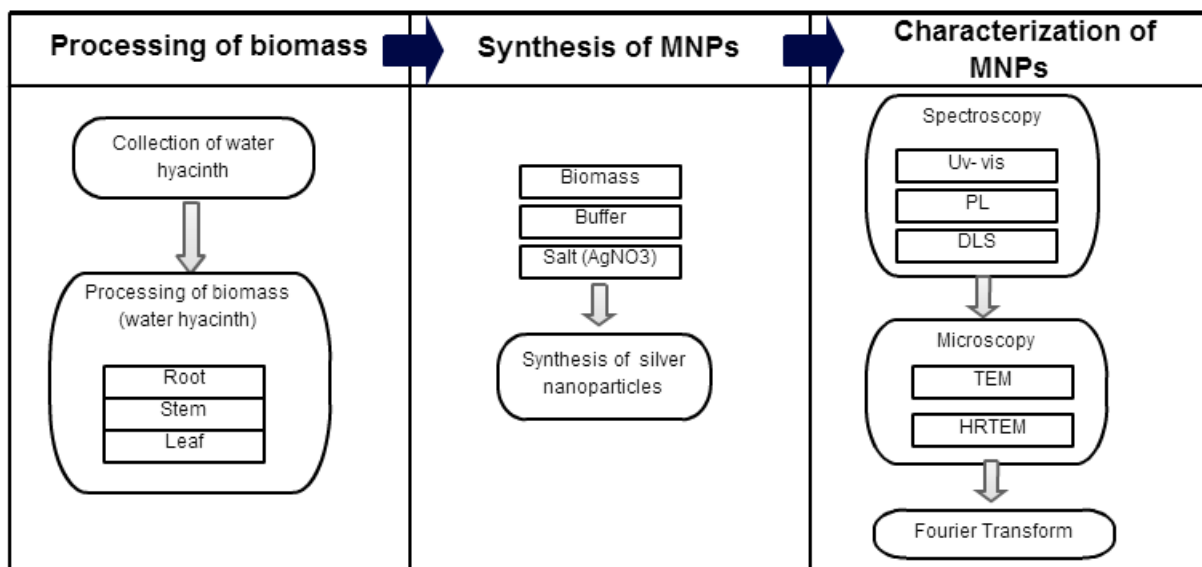 Processing of biomass
Synthesis of MNPs
Characterization of
MNPs
Collection of water
hyacinth
Processing of biomass
(water hyacinth)
Root
Stem
Leaf
Biomass
Buffer
Salt (AgNO3)
Synthesis of silver
nanoparticles
Spectroscopy
Uv- vis
PL
DLS
Microscopy
TEM
HRTEM
Fourier Transform